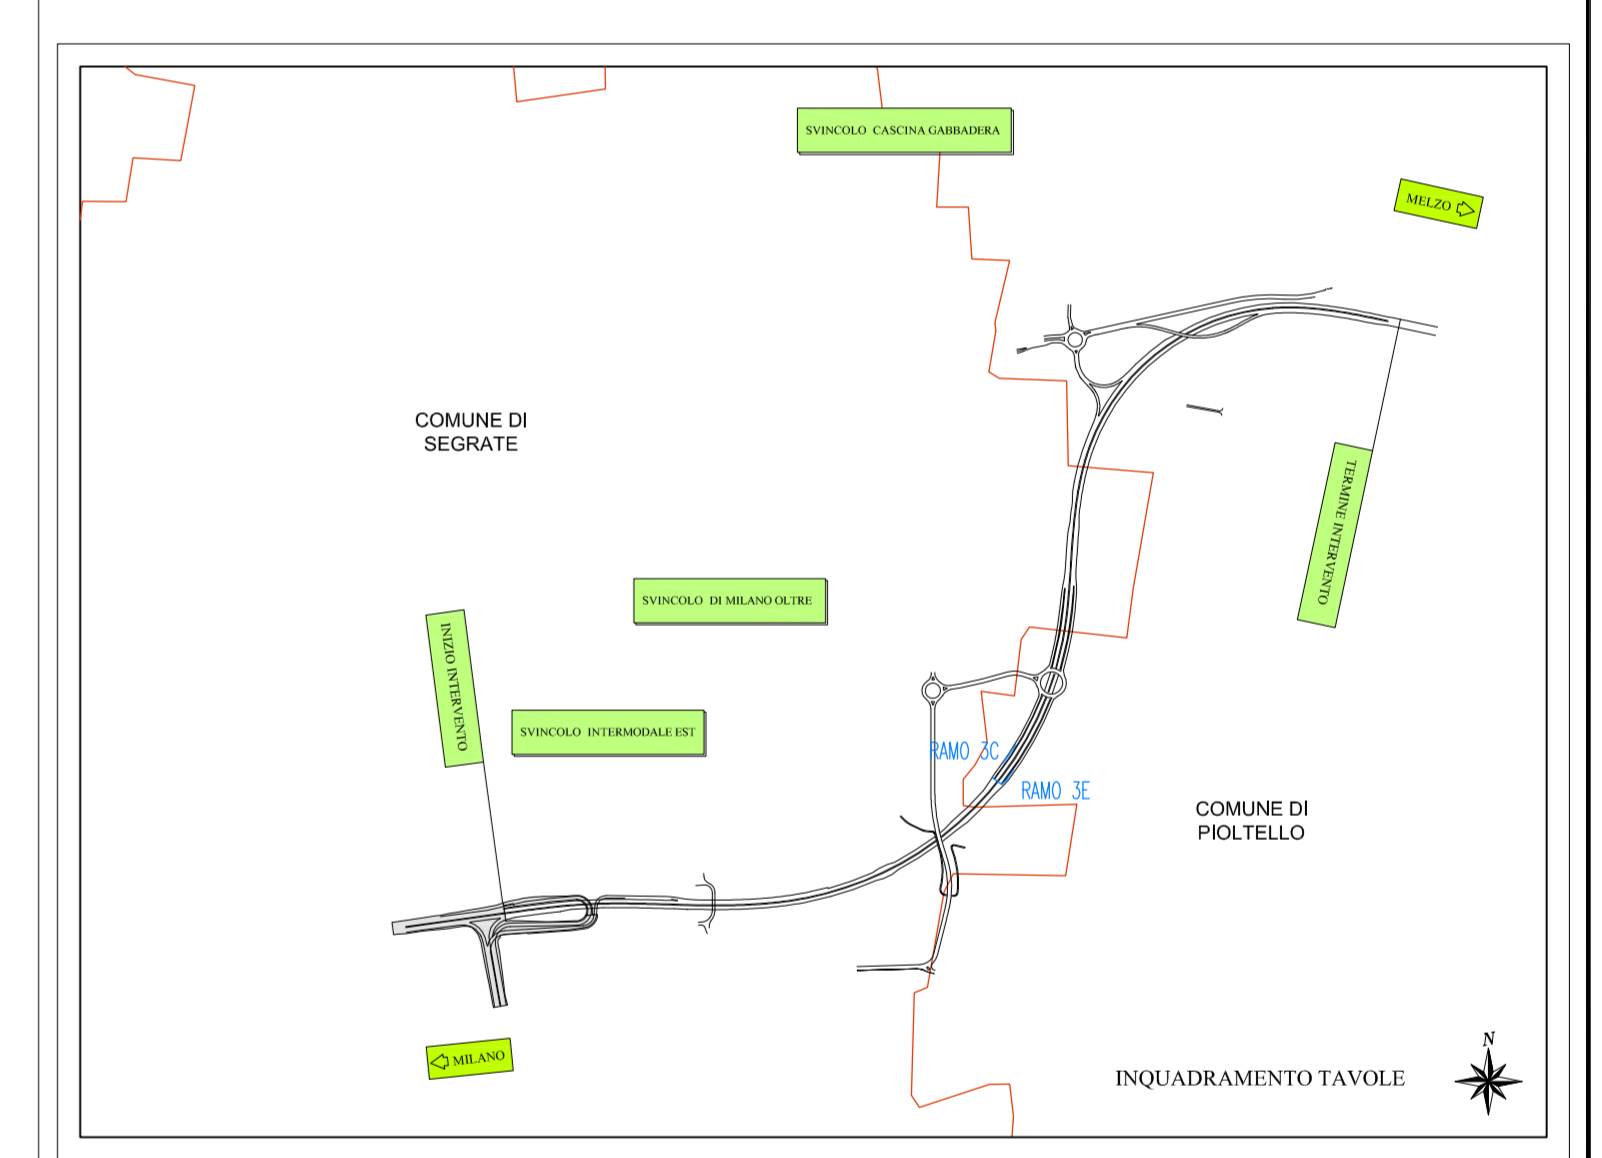 SVINCOLO CASCINA GABBADERA
MELZO
COMUNE DI
SEGRATE
TERMINE INTERVENTO
SVINCOLO DI MILANO OLTRE
INIZIO INTERVENTO
SVINCOLO INTERMODALE EST
RAMO 3C
RAMO 3E
COMUNE DI
PIOLTELLO
MILANO
INQUADRAMENTO TAVOLE
N